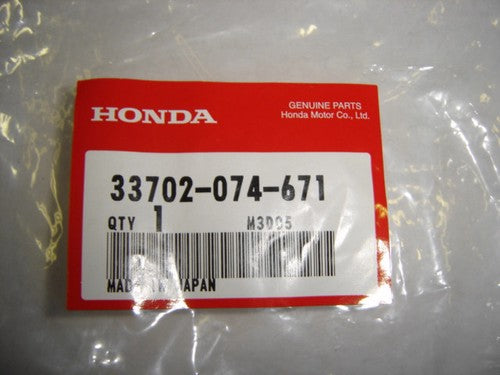 HONDA
GENUINE PARTS
Honda Motor Co., Ltd.
33702-074-671
QTY 1 M3D05
MADE IN JAPAN